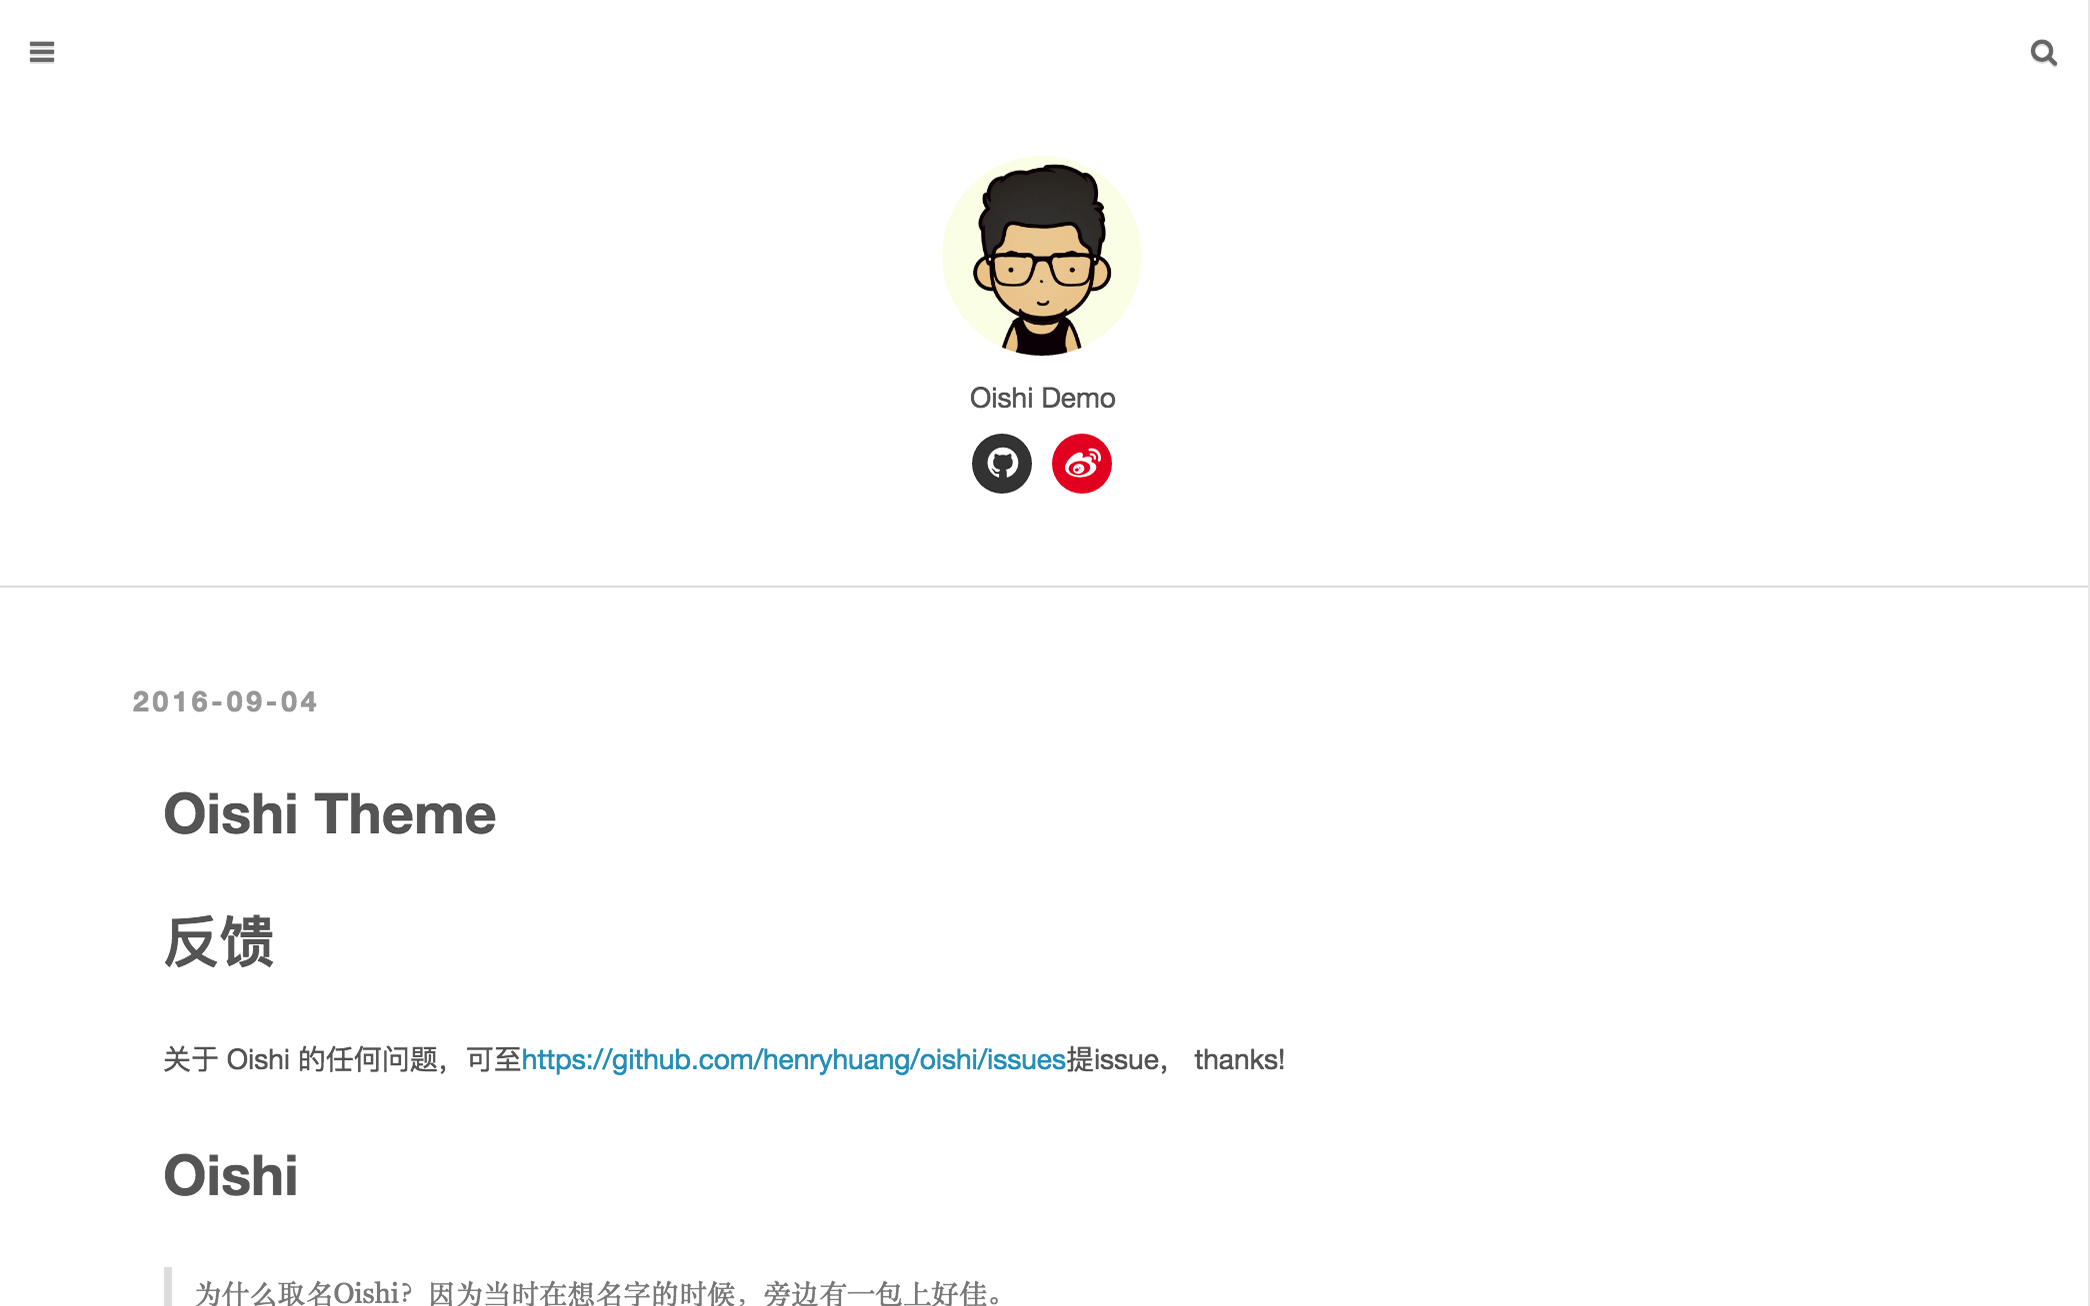 Oishi Demo
2016-09-04
Oishi Theme
反馈
关于 Oishi 的任何问题，可至https://github.com/henryhuang/oishi/issues提issue， thanks!
Oishi
为什么取名Oishi？因为当时在想名字的时候，旁边有一包上好佳。